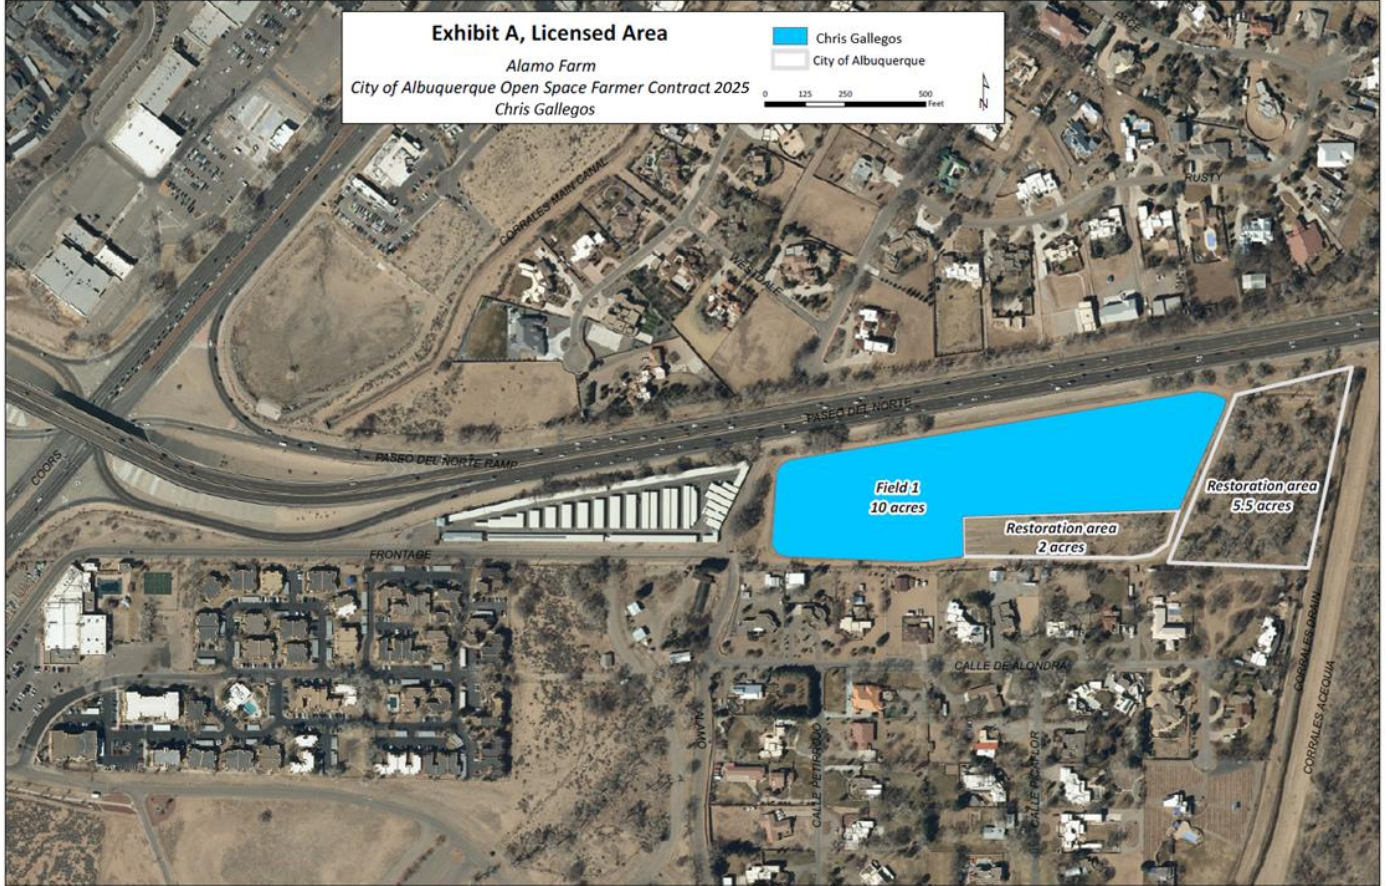 Exhibit A, Licensed Area
Alamo Farm
City of Albuquerque Open Space Farmer Contract 2025
Chris Gallegos
Chris Gallegos
City of Albuquerque
0 125 250 500
Feet
N
RUSTY
CORRALES MAIN CANAL
PASEO DEL NORTE
PASEO DEL NORTE RAMP
COORS
Field 1
10 acres
Restoration area
5.5 acres
Restoration area
2 acres
FRONTAGE
CALLE DE ALONDRA
CORRALES DRAIN
CORRALES ACEQUIA
ALAMO
CALLE PETIRROJO
CALLE PICAFLOR